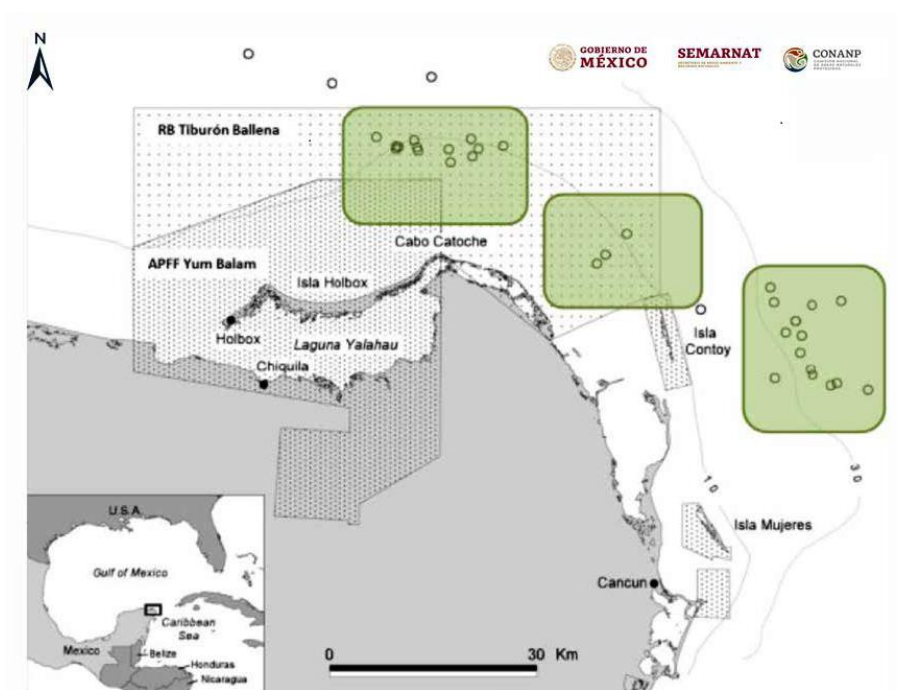 N
GOBIERNO DE
MÉXICO
SEMARNAT
CONANP
RB Tiburón Ballena
Cabo Catoche
APFF Yum Balam
Isla Holbox
Holbox
Laguna Yalahau
Chiquila
Isla
Contoy
10
30
Isla Mujeres
Cancun
U.S.A.
Gulf of Mexico
Caribbean
Sea
Mexico
Belize
Honduras
Nicaragua
0 30 Km